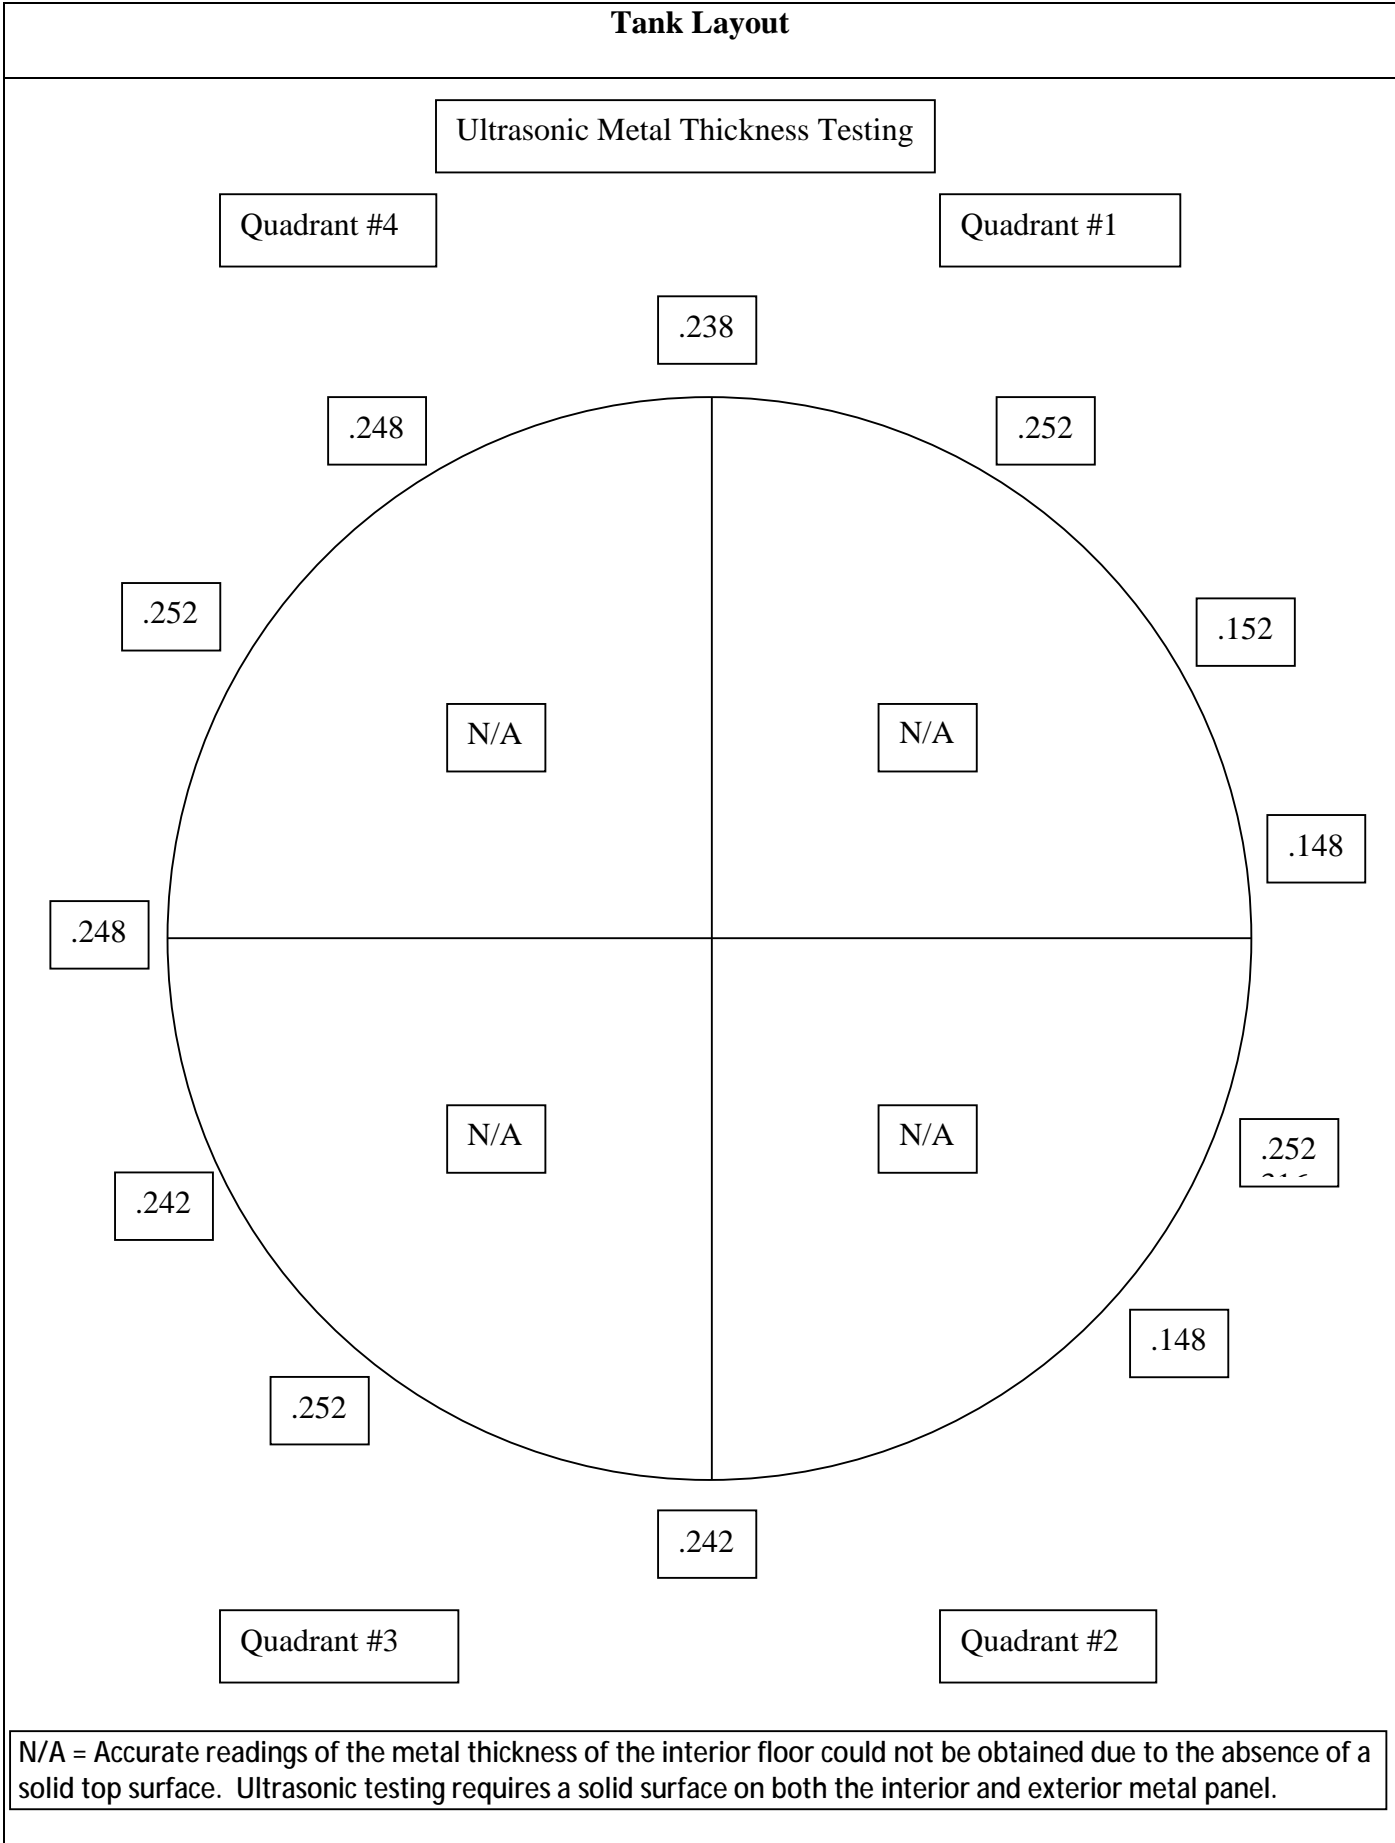 Tank Layout
Ultrasonic Metal Thickness Testing
Quadrant #4
Quadrant #1
.238
.248
.252
.252
.152
N/A
N/A
.148
.248
N/A
N/A
.252
.242
.148
.252
.242
Quadrant #3
Quadrant #2
N/A = Accurate readings of the metal thickness of the interior floor could not be obtained due to the absence of a
solid top surface. Ultrasonic testing requires a solid surface on both the interior and exterior metal panel.